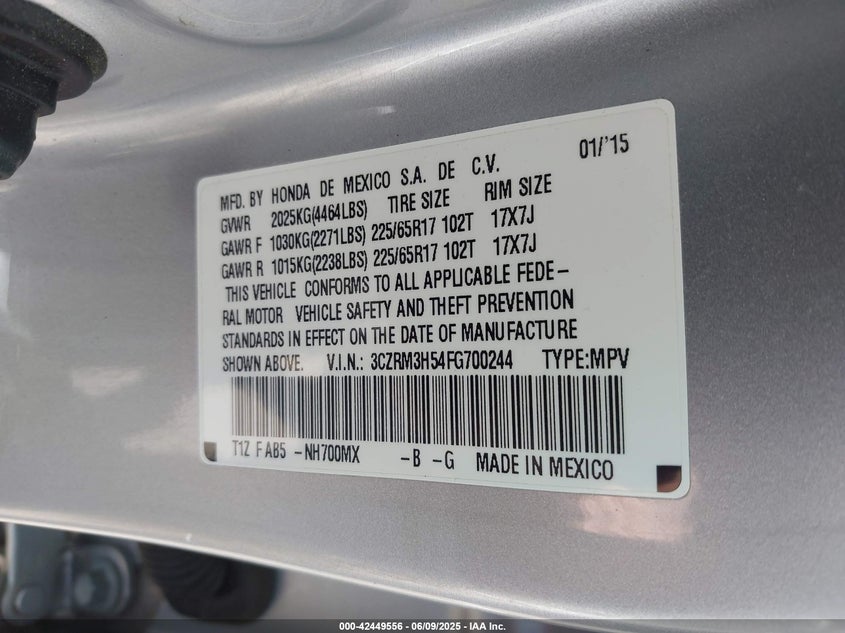 01/'15
MFD. BY HONDA DE MEXICO S.A. DE C.V.
GVWR 2025KG(4464LBS) TIRE SIZE RIM SIZE
GAWR F 1030KG(2271LBS) 225/65R17 102T 17X7J
GAWR R 1015KG(2238LBS) 225/65R17 102T 17X7J
THIS VEHICLE CONFORMS TO ALL APPLICABLE FEDE-
RAL MOTOR VEHICLE SAFETY AND THEFT PREVENTION
STANDARDS IN EFFECT ON THE DATE OF MANUFACTURE
SHOWN ABOVE. V.I.N.: 3CZRM3H54FG700244 TYPE:MPV
T1Z F AB5 -NH700MX -B -G MADE IN MEXICO
000-42449556 - 06/09/2025 - IAA Inc.